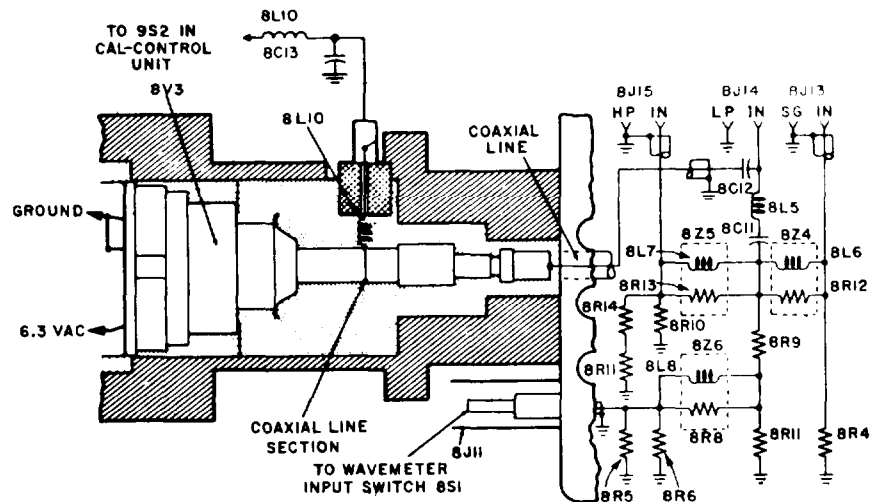 8L10
TO 9S2 IN
CAL-CONTROL
UNIT
8C13
8V3
8L10
COAXIAL
LINE
8J15
8J14
8J13
HP IN
LP IN
SG IN
8C12
8L5
8C11
8Z5
8Z4
8L7
8L6
8R13
8R12
8R14
8R10
8R9
8Z6
8R11
8L8
8R8
8R11
8R4
8R5
8R6
GROUND
6.3 VAC
COAXIAL LINE
SECTION
8J11
TO WAVEMETER
INPUT SWITCH 8S1